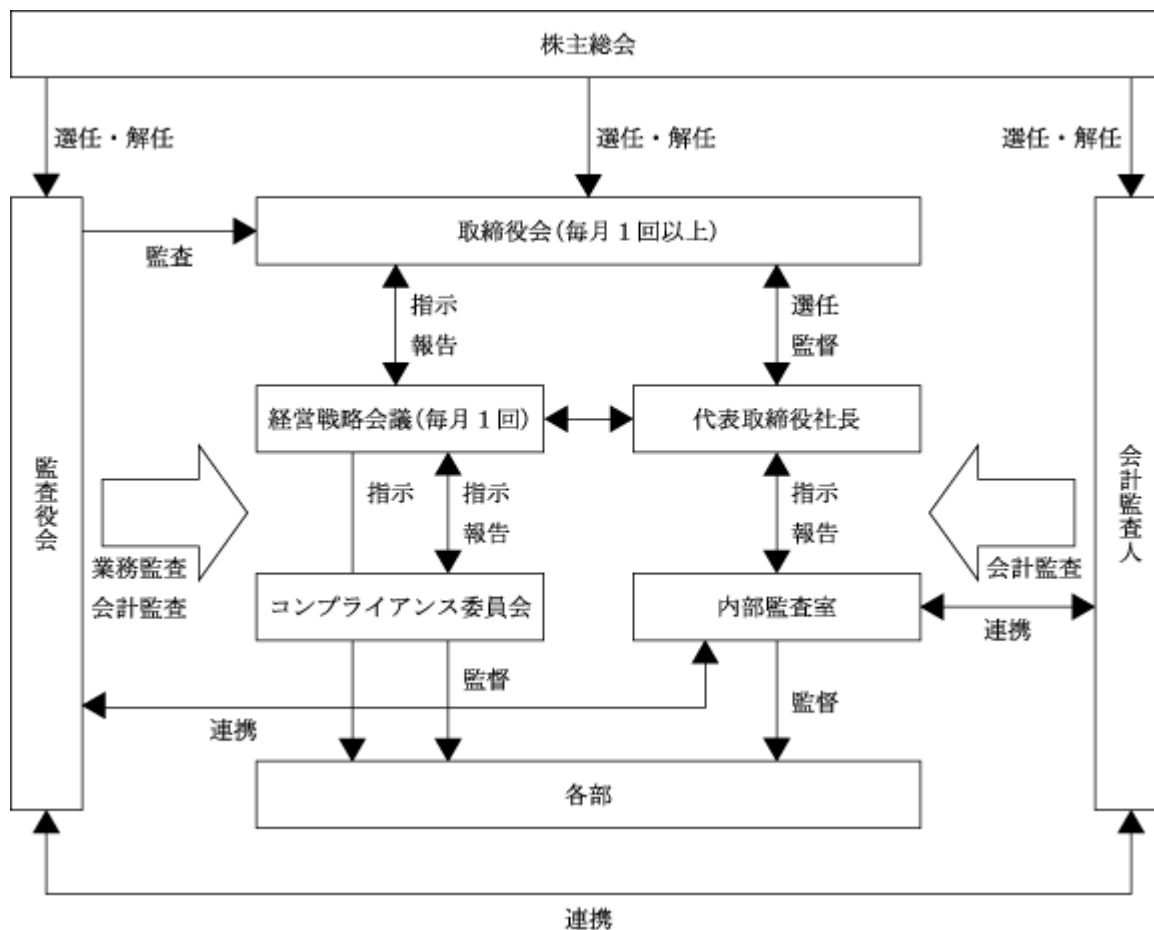 株主総会
選任・解任
選任・解任
選任・解任
取締役会(毎月1回以上)
監査
指示
報告
選任
監督
経営戦略会議(毎月1回)
代表取締役社長
監査役会
会計監査人
指示
指示
報告
指示
報告
業務監査
会計監査
会計監査
コンプライアンス委員会
内部監査室
連携
監督
監督
連携
各部
連携